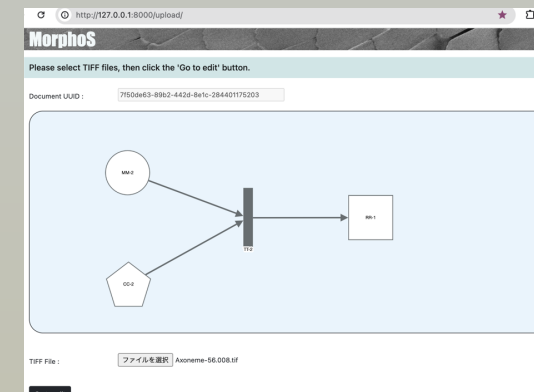 http://127.0.0.1:8000/upload/
MorphoS
Please select TIFF files, then click the 'Go to edit' button.
Document UUID :
7f50de63-89b2-442d-8e1c-284401175203
MM-2
TT-2
RR-1
CC-2
TIFF File :
ファイルを選択 Axoneme-56.008.tif